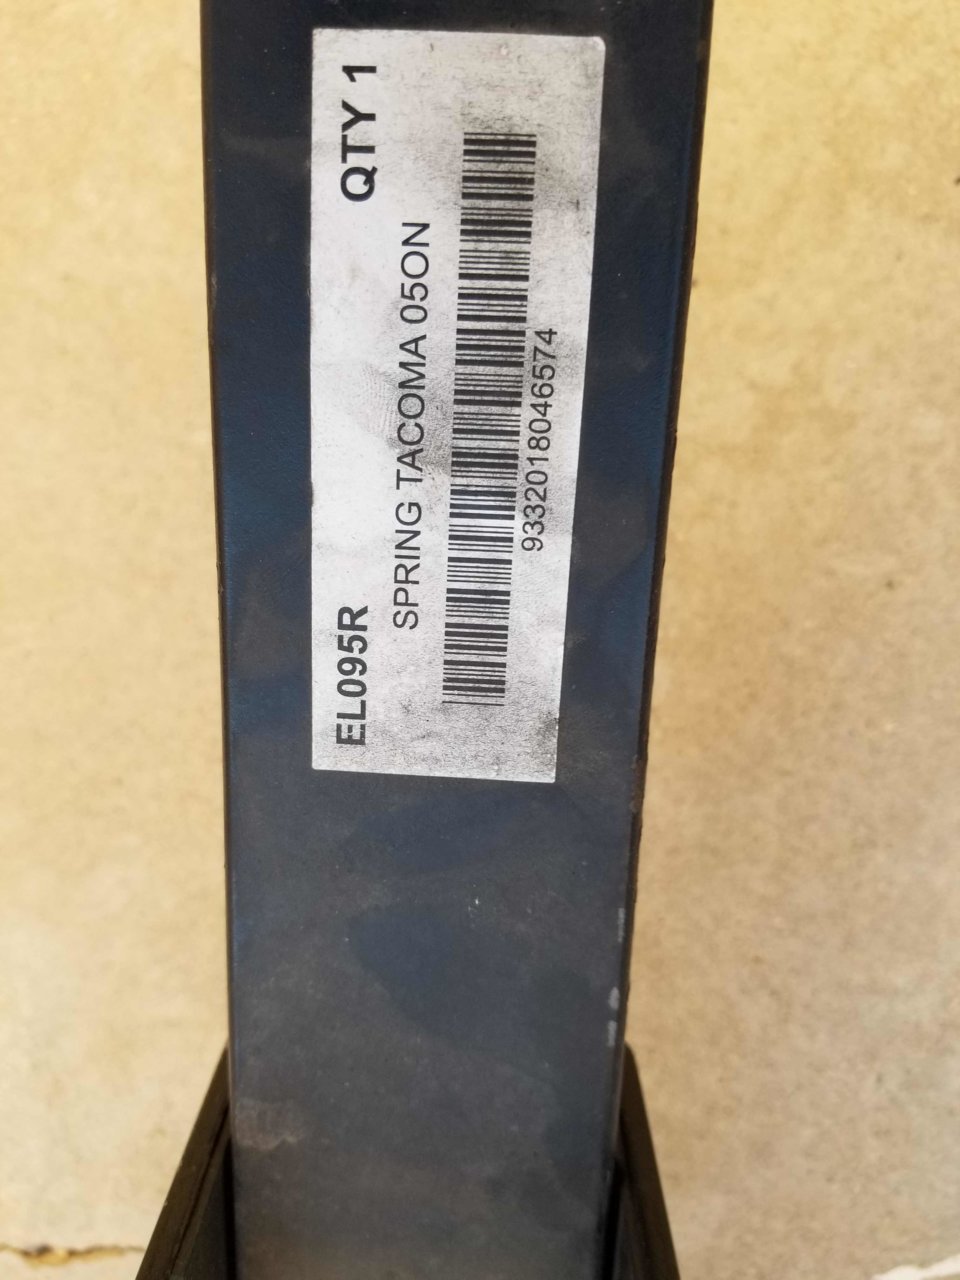 EL095R QTY 1
SPRING TACOMA 05ON
9332018046574